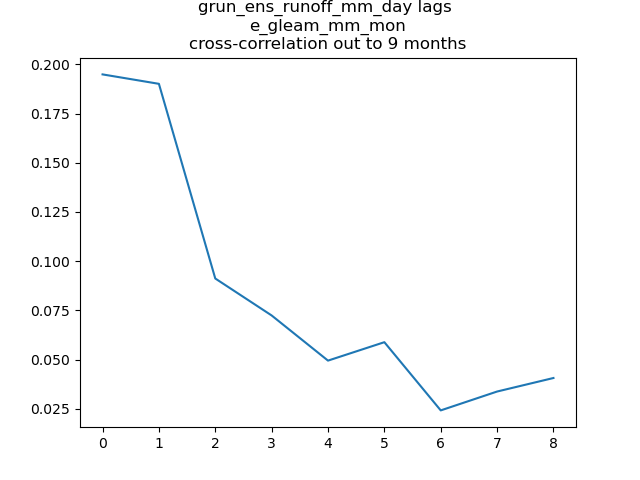 grun_ens_runoff_mm_day lags
e_gleam_mm_mon
cross-correlation out to 9 months
0.200
0.175
0.150
0.125
0.100
0.075
0.050
0.025
0 1 2 3 4 5 6 7 8